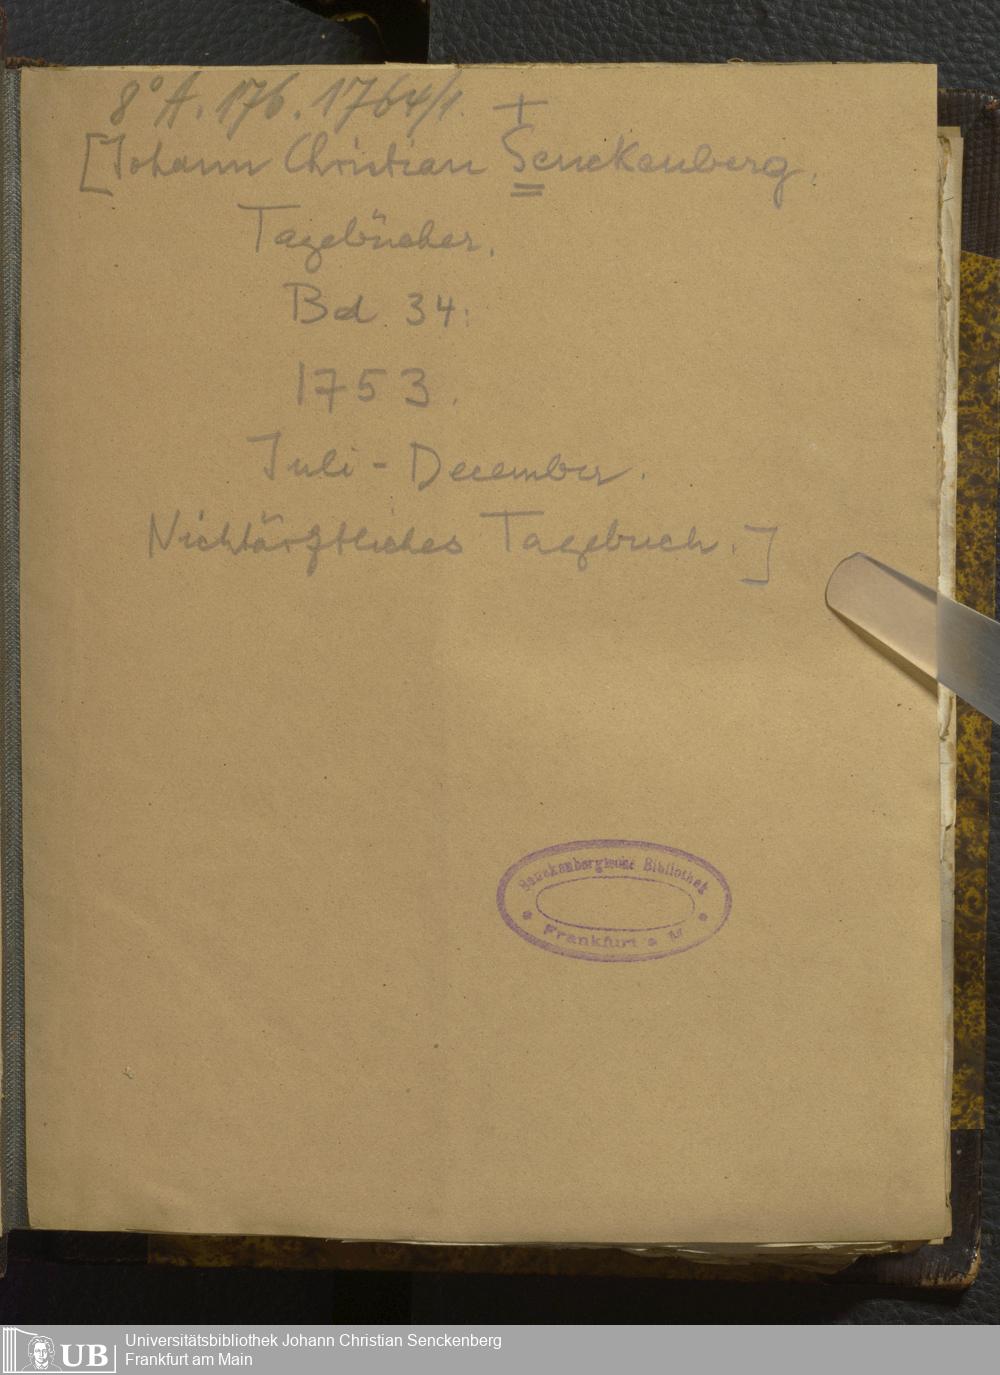 8° A. 176. 1764/1. +
[Johann Christian Senckenberg.
Tagebücher.
Bd 34:
1753.
Juli - December.
Nichtärztliches Tagebuch.]
Senckenbergische Bibliothek
Frankfurt a M
UB
Universitätsbibliothek Johann Christian Senckenberg
Frankfurt am Main